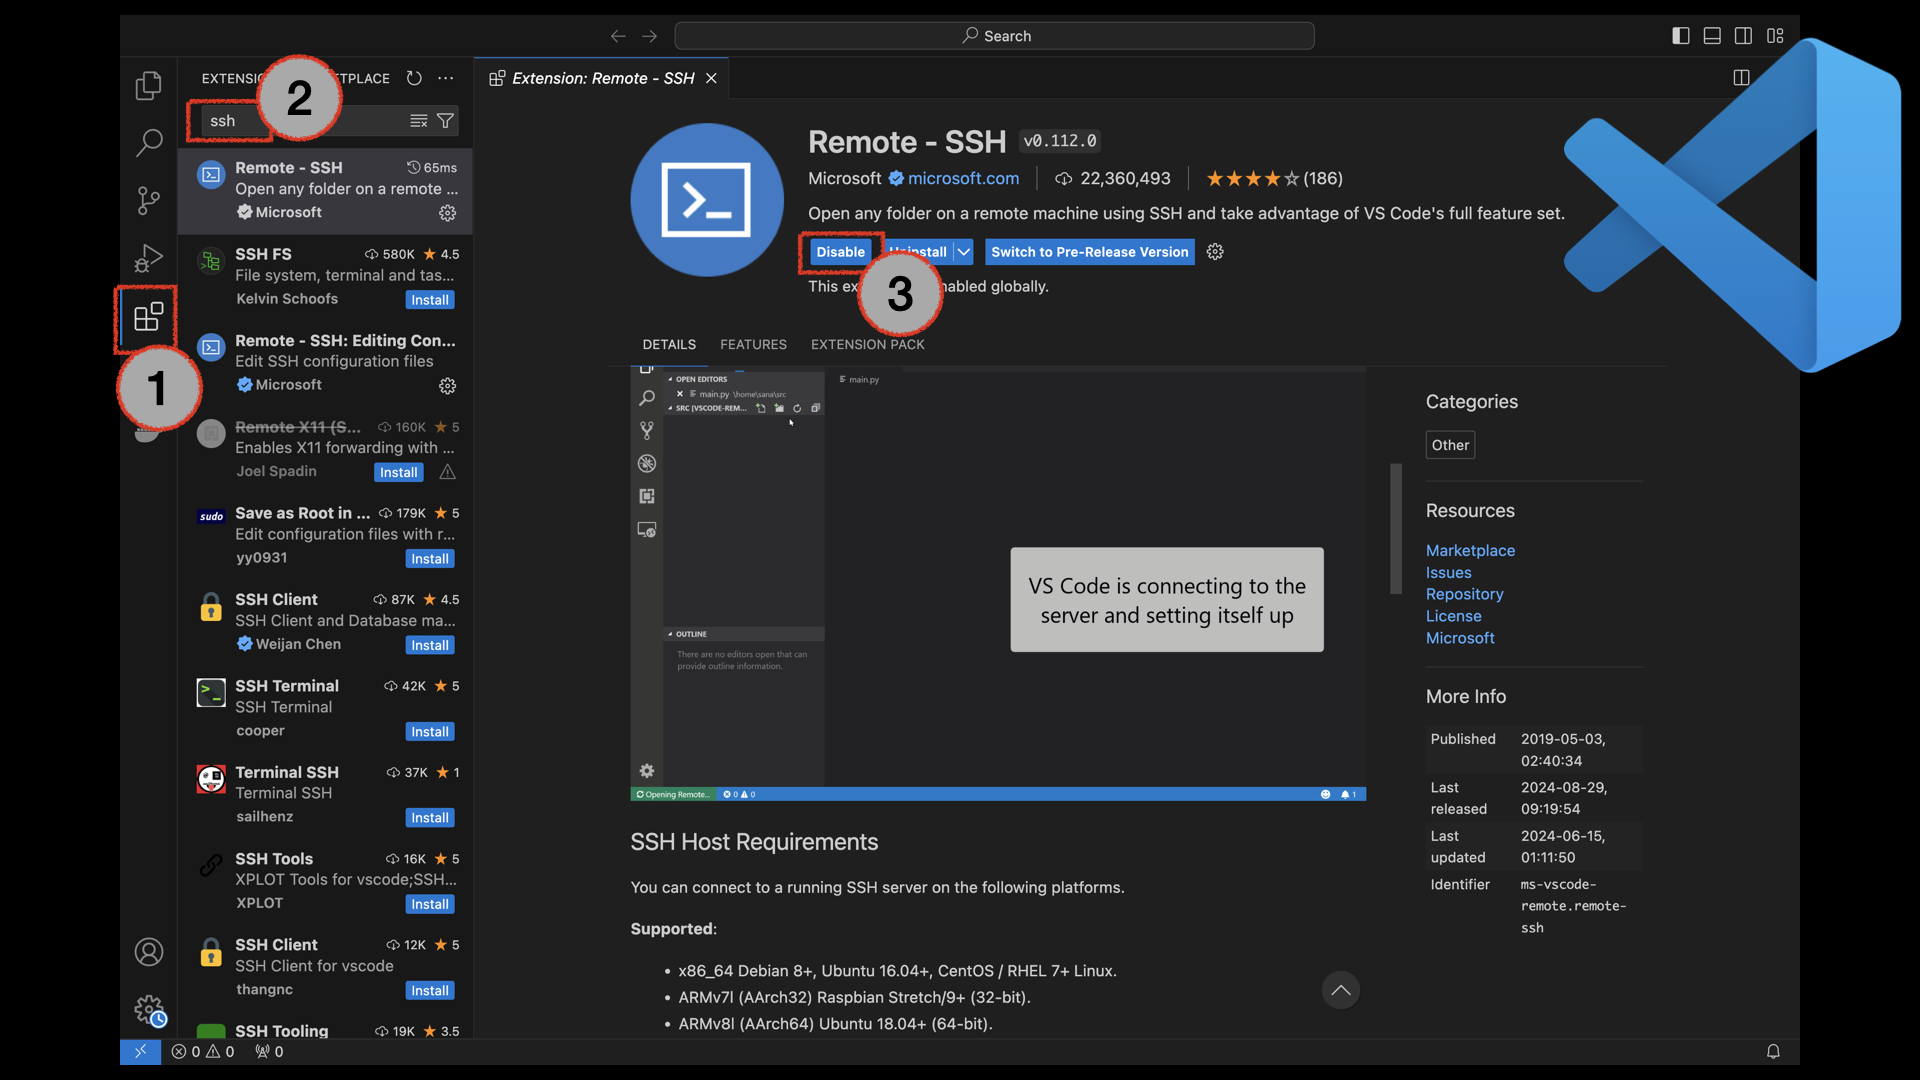 Search
EXTENSI
TPLACE
Extension: Remote - SSH
2
ssh
Remote - SSH
65ms
Open any folder on a remote ...
Microsoft
SSH FS
580K
4.5
File system, terminal and tas...
Kelvin Schoofs
Install
Remote - SSH: Editing Con...
Edit SSH configuration files
Microsoft
1
Remote X11 (S...
160K
5
Enables X11 forwarding with ...
Joel Spadin
Install
sudo
Save as Root in ...
179K
5
Edit configuration files with r...
yy0931
Install
SSH Client
87K
4.5
SSH Client and Database ma...
Weijan Chen
Install
SSH Terminal
42K
5
SSH Terminal
cooper
Install
Terminal SSH
37K
1
Terminal SSH
sailhenz
Install
SSH Tools
16K
5
XPLOT Tools for vscode;SSH...
XPLOT
Install
SSH Client
12K
5
SSH Client for vscode
thangnc
Install
SSH Tooling
19K
3.5
Remote - SSH
v0.112.0
Microsoft
microsoft.com
22,360,493
(186)
Open any folder on a remote machine using SSH and take advantage of VS Code's full feature set.
Disable
Uninstall
Switch to Pre-Release Version
This ex
nabled globally.
3
DETAILS
FEATURES
EXTENSION PACK
OPEN EDITORS
main.py \home\sana\src
SRC [VSCODE-REM...
main.py
VS Code is connecting to the
server and setting itself up
OUTLINE
There are no editors open that can
provide outline information.
Opening Remote...
0
0
1
SSH Host Requirements
You can connect to a running SSH server on the following platforms.
Supported:
• x86_64 Debian 8+, Ubuntu 16.04+, CentOS / RHEL 7+ Linux.
• ARMv7l (AArch32) Raspbian Stretch/9+ (32-bit).
• ARMv8l (AArch64) Ubuntu 18.04+ (64-bit).
Categories
Other
Resources
Marketplace
Issues
Repository
License
Microsoft
More Info
Published
2019-05-03,
02:40:34
Last
released
2024-08-29,
09:19:54
Last
updated
2024-06-15,
01:11:50
Identifier
ms-vscode-
remote.remote-
ssh
0
0
0